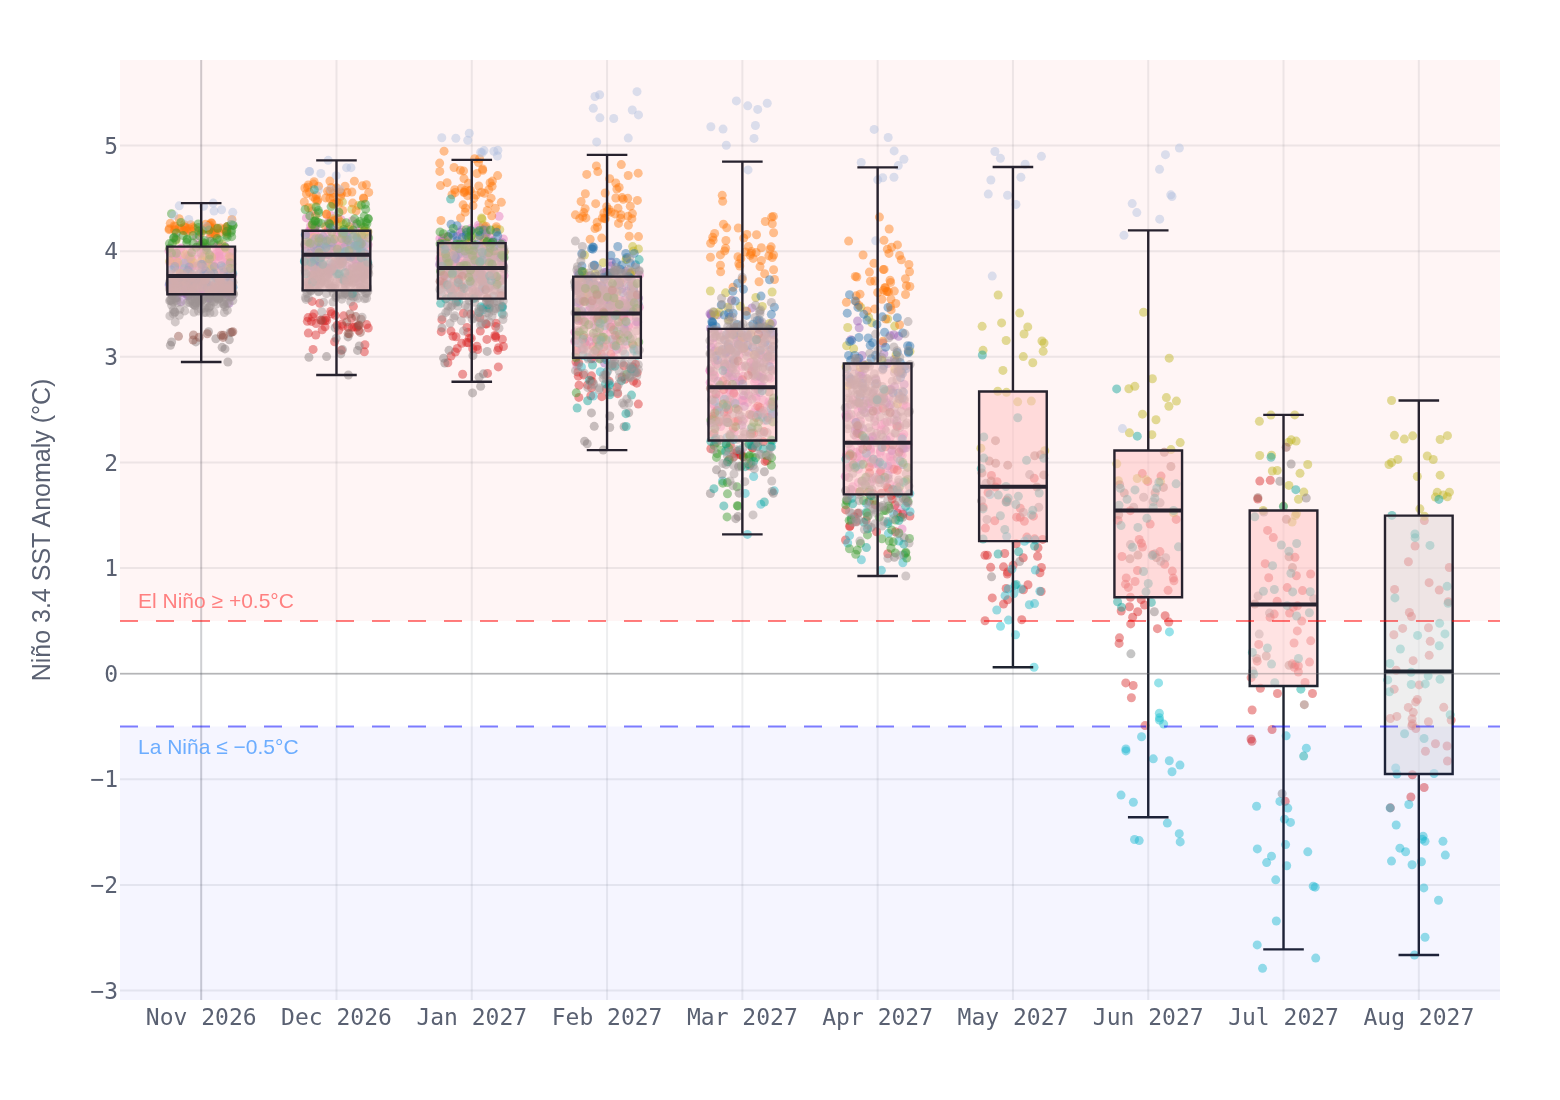 Niño 3.4 SST Anomaly (°C)
5
4
3
2
1
0
−1
−2
−3
El Niño ≥ +0.5°C
La Niña ≤ −0.5°C
Nov 2026 Dec 2026 Jan 2027 Feb 2027 Mar 2027 Apr 2027 May 2027 Jun 2027 Jul 2027 Aug 2027